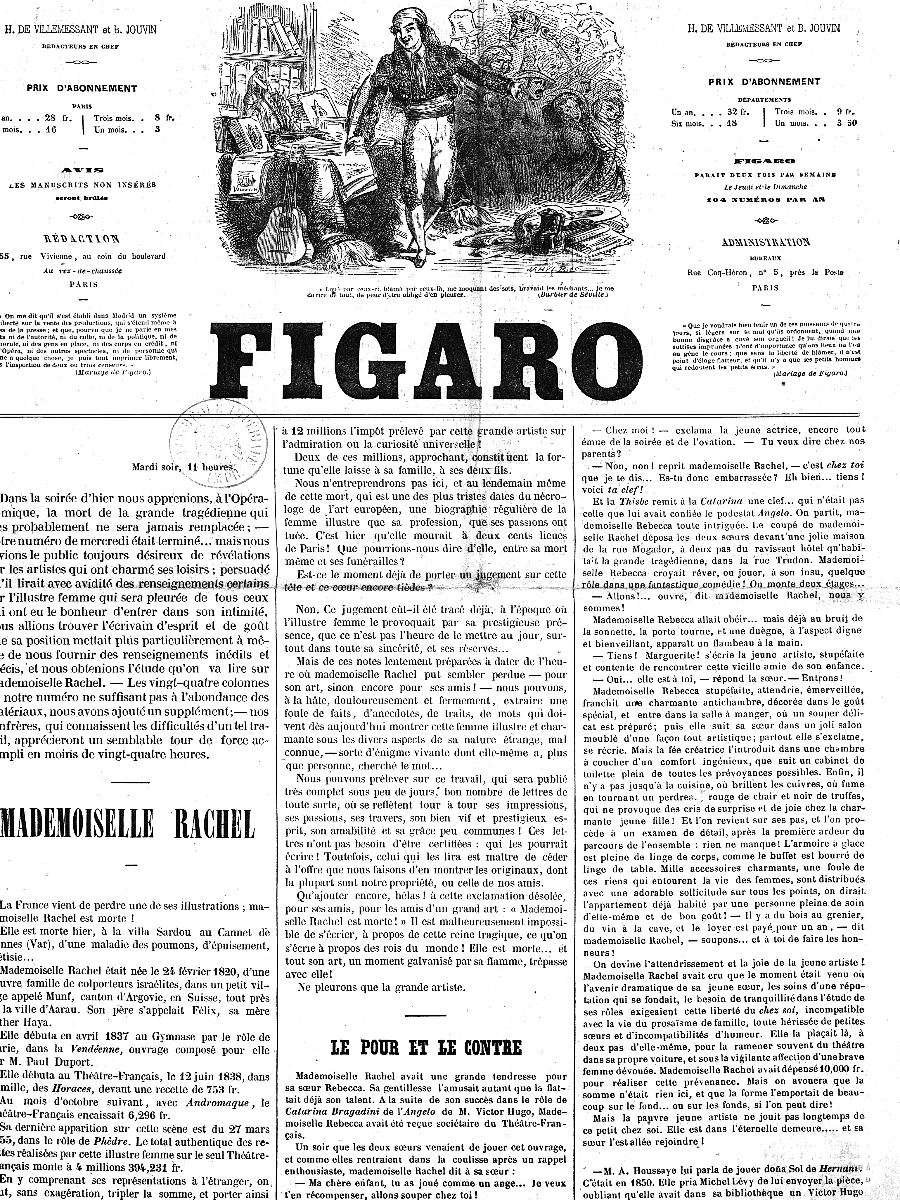 H. DE VILLEMESSANT et B. JOUVIN
RÉDACTEURS EN CHEF
PRIX D'ABONNEMENT
PARIS
an. . . . 28 fr. Trois mois. . 8 fr.
mois. . . 16 Un mois. . . 3
AVIS
LES MANUSCRITS NON INSÉRÉS
seront brûlés
RÉDACTION
55, rue Vivienne, au coin du boulevard
Au rez-de-chaussée
PARIS
« On me dit qu'il s'est établi dans Madrid un système
liberté sur la vente des productions, qui s'étend même à
es de la presse; et que, pourvu que je ne parle en mes
ts ni de l'autorité, ni du culte, ni de la politique, ni de
morale, ni des gens en place, ni des corps en crédit, ni
l'Opéra, ni des autres spectacles, ni de personne qui
ne à quelque chose, je puis tout imprimer librement,
s l'inspection de deux ou trois censeurs. »
(Mariage de Figaro.)
« Loué par ceux-ci, blâmé par ceux-là, me moquant des sots, bravant les méchants... je me
de tout, de peur d'être obligé d'en pleurer. (Barbier de Séville.)
H. DE VILLEMESSANT et B. JOUVIN
RÉDACTEURS EN CHEF
PRIX D'ABONNEMENT
DÉPARTEMENTS
Un an. . . . 32 fr. Trois mois. . 9 fr.
Six mois. . 18 Un mois. . . 3 50
FIGARO
PARAIT DEUX FOIS PAR SEMAINE
Le Jeudi et le Dimanche
104 NUMÉROS PAR AN
ADMINISTRATION
BUREAUX
Rue Coq-Héron, n° 5, près la Poste
PARIS
« Que je voudrais bien tenir un de ces puissants de quatre
jours, si légers sur le mal qu'ils ordonnent, quand une
bonne disgrâce a cuvé son orgueil! Je lui dirais que les
sottises imprimées n'ont d'importance qu'aux lieux où l'on
en gêne le cours; que sans la liberté de blâmer, il n'est
point d'éloge flatteur, et qu'il n'y a que les petits hommes
qui redoutent les petits écrits. »
(Mariage de Figaro.)
FIGARO
Mardi soir, 11 heures.
Dans la soirée d'hier nous apprenions, à l'Opéra-
mique, la mort de la grande tragédienne qui
s probablement ne sera jamais remplacée; —
tre numéro de mercredi était terminé... mais nous
vions le public toujours désireux de révélations
r les artistes qui ont charmé ses loisirs; persuadé
'il lirait avec avidité des renseignements certains
r l'illustre femme qui sera pleurée de tous ceux
i ont eu le bonheur d'entrer dans son intimité,
us allions trouver l'écrivain d'esprit et de goût
e sa position mettait plus particulièrement à mê-
e de nous fournir des renseignements inédits et
écis, et nous obtenions l'étude qu'on va lire sur
ademoiselle Rachel. — Les vingt-quatre colonnes
notre numéro ne suffisant pas à l'abondance des
atériaux, nous avons ajouté un supplément; — nos
nfrères, qui connaissent les difficultés d'un tel tra-
il, apprécieront un semblable tour de force ac-
mpli en moins de vingt-quatre heures.
MADEMOISELLE RACHEL
La France vient de perdre une de ses illustrations; ma-
moiselle Rachel est morte!
Elle est morte hier, à la villa Sardou au Cannet de
nnes (Var), d'une maladie des poumons, d'épuisement,
étisie...
Mademoiselle Rachel était née le 24 février 1820, d'une
uvre famille de colporteurs israélites, dans un petit vil-
ge appelé Munf, canton d'Argovie, en Suisse, tout près
la ville d'Aarau. Son père s'appelait Félix, sa mère
ther Haya.
Elle débuta en avril 1837 au Gymnase par le rôle de
rie, dans la Vendéenne, ouvrage composé pour elle
r M. Paul Duport.
Elle débuta au Théâtre-Français, le 12 juin 1838, dans
mille, des Horaces, devant une recette de 753 fr.
Au mois d'octobre suivant, avec Andromaque, le
éâtre-Français encaissait 6,296 fr.
Sa dernière apparition sur cette scène est du 27 mars
55, dans le rôle de Phèdre. Le total authentique des re-
ttes réalisées par cette illustre femme sur le seul Théâtre-
ançais monte à 4 millions 394,231 fr.
En y comprenant ses représentations à l'étranger, on
ut, sans exagération, tripler la somme, et porter ainsi
à 12 millions l'impôt prélevé par cette grande artiste sur
l'admiration ou la curiosité universelle!
Deux de ces millions, approchant, constituent la for-
tune qu'elle laisse à sa famille, à ses deux fils.
Nous n'entreprendrons pas ici, et au lendemain même
de cette mort, qui est une des plus tristes dates du nécro-
loge de l'art européen, une biographie régulière de la
femme illustre que sa profession, que ses passions ont
tuée. C'est hier qu'elle mourait à deux cents lieues
de Paris! Que pourrions-nous dire d'elle, entre sa mort
même et ses funérailles?
Est-ce le moment déjà de porter un jugement sur cette
tête et ce cœur encore tièdes?
Non. Ce jugement eût-il été tracé déjà, à l'époque où
l'illustre femme le provoquait par sa prestigieuse pré-
sence, que ce n'est pas l'heure de le mettre au jour, sur-
tout dans toute sa sincérité, et ses réserves...
Mais de ces notes lentement préparées à dater de l'heu-
re où mademoiselle Rachel put sembler perdue — pour
son art, sinon encore pour ses amis! — nous pouvons,
à la hâte, douloureusement et fermement, extraire une
foule de faits, d'anecdotes, de traits, de mots qui doi-
vent dès aujourd'hui montrer cette femme illustre et char-
mante sous les divers aspects de sa nature étrange, mal
connue, — sorte d'énigme vivante dont elle-même a, plus
que personne, cherché le mot...
Nous pouvons prélever sur ce travail, qui sera publié
très complet sous peu de jours, bon nombre de lettres de
toute sorte, où se reflètent tour à tour ses impressions,
ses passions, ses travers, son bien vif et prestigieux es-
prit, son amabilité et sa grâce peu communes! Ces let-
tres n'ont pas besoin d'être certifiées: qui les pourrait
écrire! Toutefois, celui qui les lira est maître de céder
à l'offre que nous faisons d'en montrer les originaux, dont
la plupart sont notre propriété, ou celle de nos amis.
Qu'ajouter encore, hélas! à cette exclamation désolée,
pour ses amis, pour les amis d'un grand art: « Mademoi-
selle Rachel est morte! » Il est malheureusement impossi-
ble de s'écrier, à propos de cette reine tragique, ce qu'on
s'écrie à propos des rois du monde! Elle est morte... et
tout son art, un moment galvanisé par sa flamme, trépasse
avec elle!
Ne pleurons que la grande artiste.
LE POUR ET LE CONTRE
Mademoiselle Rachel avait une grande tendresse pour
sa sœur Rebecca. Sa gentillesse l'amusait autant que la flat-
tait déjà son talent. A la suite de son succès dans le rôle de
Catarina Bragadini de l'Angelo de M. Victor Hugo, Made-
moiselle Rebecca avait été reçue sociétaire du Théâtre-Fran-
çais.
Un soir que les deux sœurs venaient de jouer cet ouvrage,
et comme elles rentraient dans la coulisse après un rappel
enthousiaste, mademoiselle Rachel dit à sa sœur:
— Ma chère enfant, tu as joué comme un ange... Je veux
t'en récompenser, allons souper chez toi!
— Chez moi! — exclama la jeune actrice, encore tout
émue de la soirée et de l'ovation. — Tu veux dire chez nos
parents?
— Non, non! reprit mademoiselle Rachel, — c'est chez toi
que je te dis... Es-tu donc embarrassée? Eh bien... tiens!
voici ta clef!
Et la Thisbe remit à la Catarina une clef... qui n'était pas
celle que lui avait confiée le podestat Angelo. On partit, ma-
demoiselle Rebecca toute intriguée. Le coupé de mademoi-
selle Rachel déposa les deux sœurs devant une jolie maison
de la rue Mogador, à deux pas du ravissant hôtel qu'habi-
tait la grande tragédienne, dans la rue Trudon. Mademoi-
selle Rebecca croyait rêver, ou jouer, à son insu, quelque
rôle dans une fantastique comédie! On monte deux étages...
— Allons!... ouvre, dit mademoiselle Rachel, nous y
sommes!
Mademoiselle Rebecca allait obéir... mais déjà au bruit de
la sonnette, la porte tourne, et une duègne, à l'aspect digne
et bienveillant, apparaît un flambeau à la main.
— Tiens! Marguerite! s'écrie la jeune artiste, stupéfaite
et contente de rencontrer cette vieille amie de son enfance.
— Oui... elle est à toi, — répond la sœur. — Entrons!
Mademoiselle Rebecca stupéfaite, attendrie, émerveillée,
franchit une charmante antichambre, décorée dans le goût
spécial, et entre dans la salle à manger, où un souper déli-
cat est préparé; puis elle suit sa sœur dans un joli salon
meublé d'une façon tout artistique; partout elle s'exclame,
se récrie. Mais la fée créatrice l'introduit dans une chambre
à coucher d'un comfort ingénieux, que suit un cabinet de
toilette plein de toutes les prévoyances possibles. Enfin, il
n'y a pas jusqu'à la cuisine, où brillent les cuivres, où fume
en tournant un perdreau rouge de chair et noir de truffes,
qui ne provoque des cris de surprise et de joie chez la char-
mante jeune fille! Et l'on revient sur ses pas, et l'on pro-
cède à un examen de détail, après la première ardeur du
parcours de l'ensemble: rien ne manque! L'armoire à glace
est pleine de linge de corps, comme le buffet est bourré de
linge de table. Mille accessoires charmants, une foule de
ces riens qui entourent la vie des femmes, sont distribués
avec une adorable sollicitude sur tous les points, on dirait
l'appartement déjà habité par une personne pleine de soin
d'elle-même et de bon goût! — Il y a du bois au grenier,
du vin à la cave, et le loyer est payé pour un an, — dit
mademoiselle Rachel, — soupons... et à toi de faire les hon-
neurs!
On devine l'attendrissement et la joie de la jeune artiste!
Mademoiselle Rachel avait cru que le moment était venu où
l'avenir dramatique de sa jeune sœur, les soins d'une répu-
tation qui se fondait, le besoin de tranquillité dans l'étude de
ses rôles exigeaient cette liberté du chez soi, incompatible
avec la vie du prosaïsme de famille, toute hérissée de petites
sœurs et d'incompatibilités d'humeur. Elle la plaçait là, à
deux pas d'elle-même, pour la ramener souvent du théâtre
dans sa propre voiture, et sous la vigilante affection d'une brave
femme dévouée. Mademoiselle Rachel avait dépensé 10,000 fr.
pour réaliser cette prévenance. Mais on avouera que la
somme n'était rien ici, et que la forme l'emportait de beau-
coup sur le fond... ou sur les fonds, si l'on peut dire!
Mais la pauvre jeune artiste ne jouit pas longtemps de
ce petit chez soi. Elle est dans l'éternelle demeure..... et sa
sœur l'est allée rejoindre!
— M. A. Houssaye lui parla de jouer doña Sol de Hernani.
C'était en 1850. Elle pria Michel Lévy de lui envoyer la pièce,
oubliant qu'elle avait dans sa bibliothèque un Victor Hugo